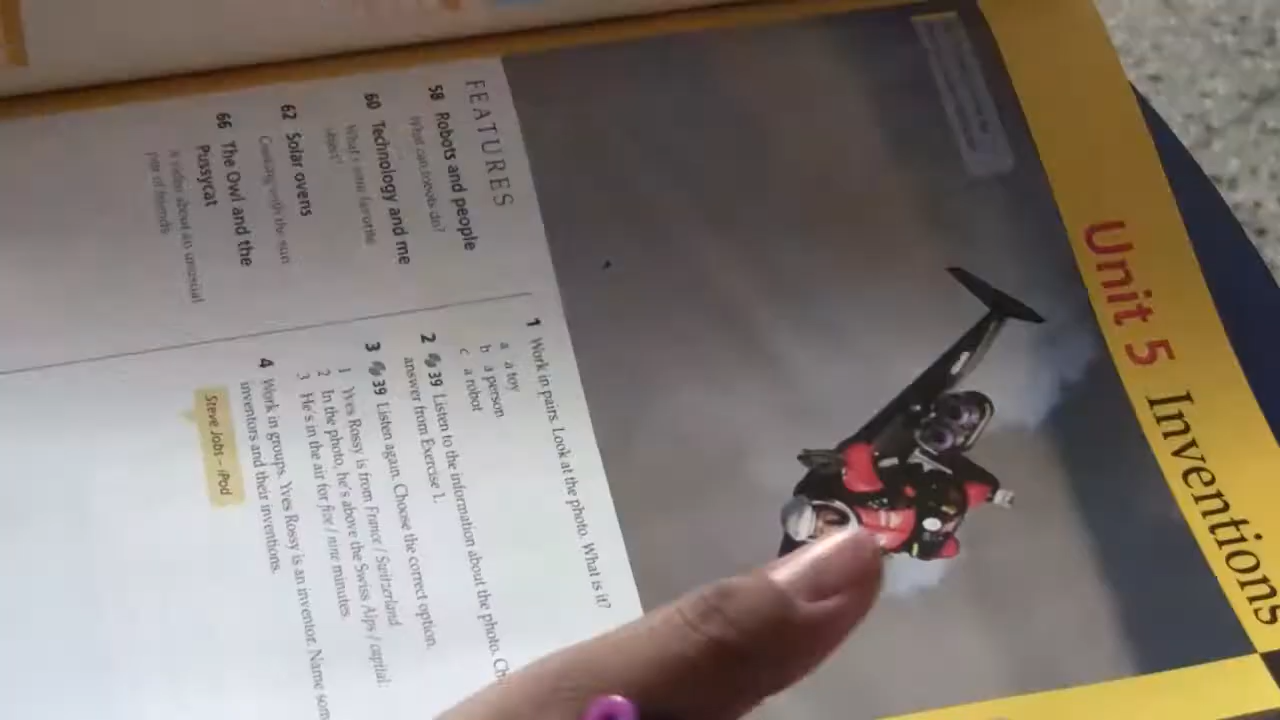 Unit 5 Inventions
FEATURES
58 Robots and people
What can robots do?
60 Technology and me
What's your favorite
object?
62 Solar ovens
Cooking with the sun
66 The Owl and the
Pussycat
A video about an unusual
pair of friends
1 Work in pairs. Look at the photo. What is it?
a a toy
b a person
c a robot
2 39 Listen to the information about the photo. Ch
answer from Exercise 1.
3 39 Listen again. Choose the correct option.
1 Yves Rossy is from France / Switzerland
2 In the photo, he's above the Swiss Alps / capital.
3 He's in the air for five / nine minutes.
4 Work in groups. Yves Rossy is an inventor. Name som
inventors and their inventions.
Steve Jobs – iPod